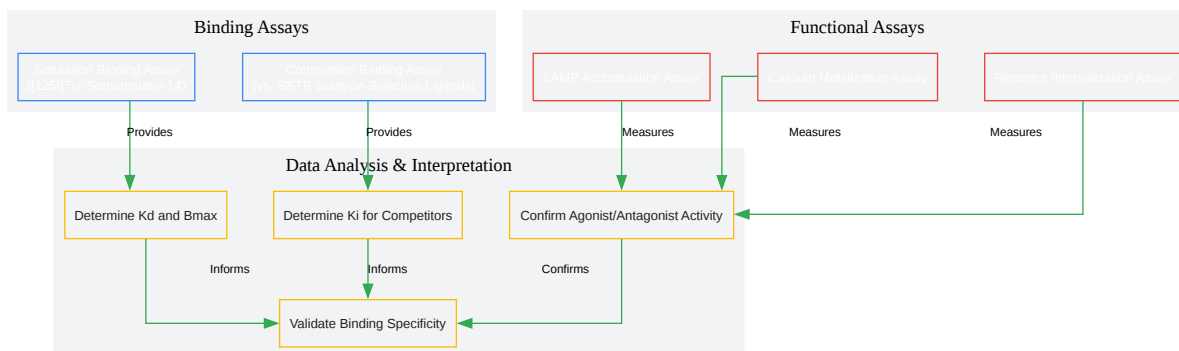 Binding Assays
Functional Assays
Saturation Binding Assay
([125I]Tyr-Somatostatin-14)
Competition Binding Assay
(vs. SSTR Subtype-Selective Ligands)
cAMP Accumulation Assay
Calcium Mobilization Assay
Receptor Internalization Assay
Provides
Provides
Measures
Measures
Measures
Data Analysis & Interpretation
Determine Kd and Bmax
Determine Ki for Competitors
Confirm Agonist/Antagonist Activity
Informs
Informs
Confirms
Validate Binding Specificity